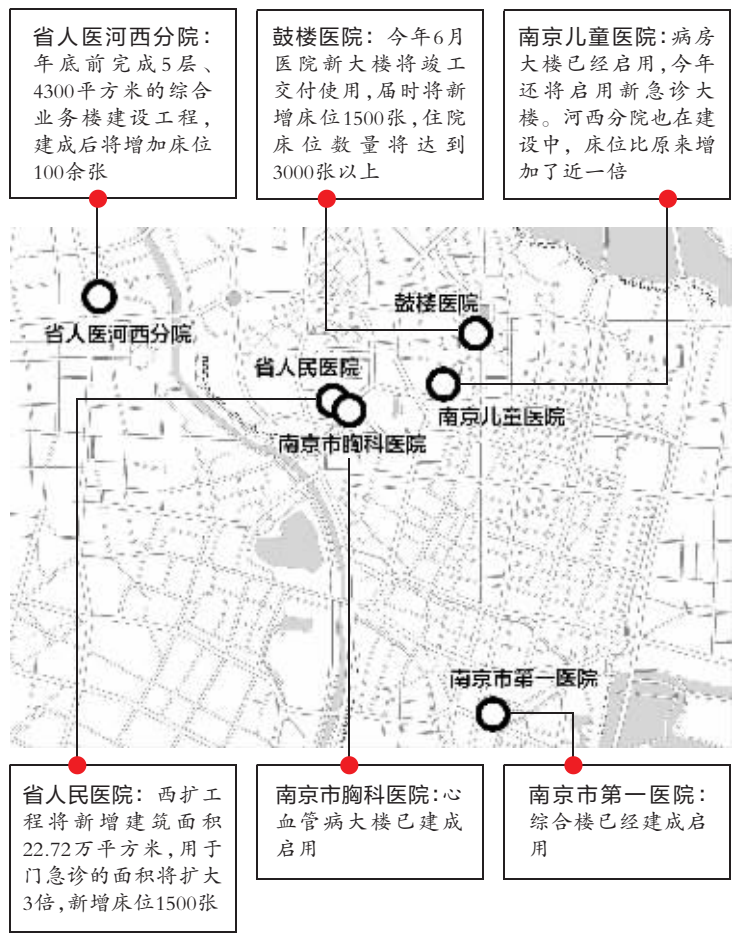 省人医河西分院：
年底前完成5层、
4300平方米的综合
业务楼建设工程，
建成后将增加床位
100余张
鼓楼医院：今年6月
医院新大楼将竣工
交付使用，届时将新
增床位1500张，住院
床位数量将达到
3000张以上
南京儿童医院：病房
大楼已经启用，今年
还将启用新急诊大
楼。河西分院也在建
设中，床位比原来增
加了近一倍
鼓楼医院
省人医河西分院
省人民医院
南京儿童医院
南京市胸科医院
南京市第一医院
省人民医院：西扩工
程将新增建筑面积
22.72万平方米，用于
门急诊的面积将扩大
3倍，新增床位1500张
南京市胸科医院：心
血管病大楼已建成
启用
南京市第一医院：
综合楼已经建成启
用